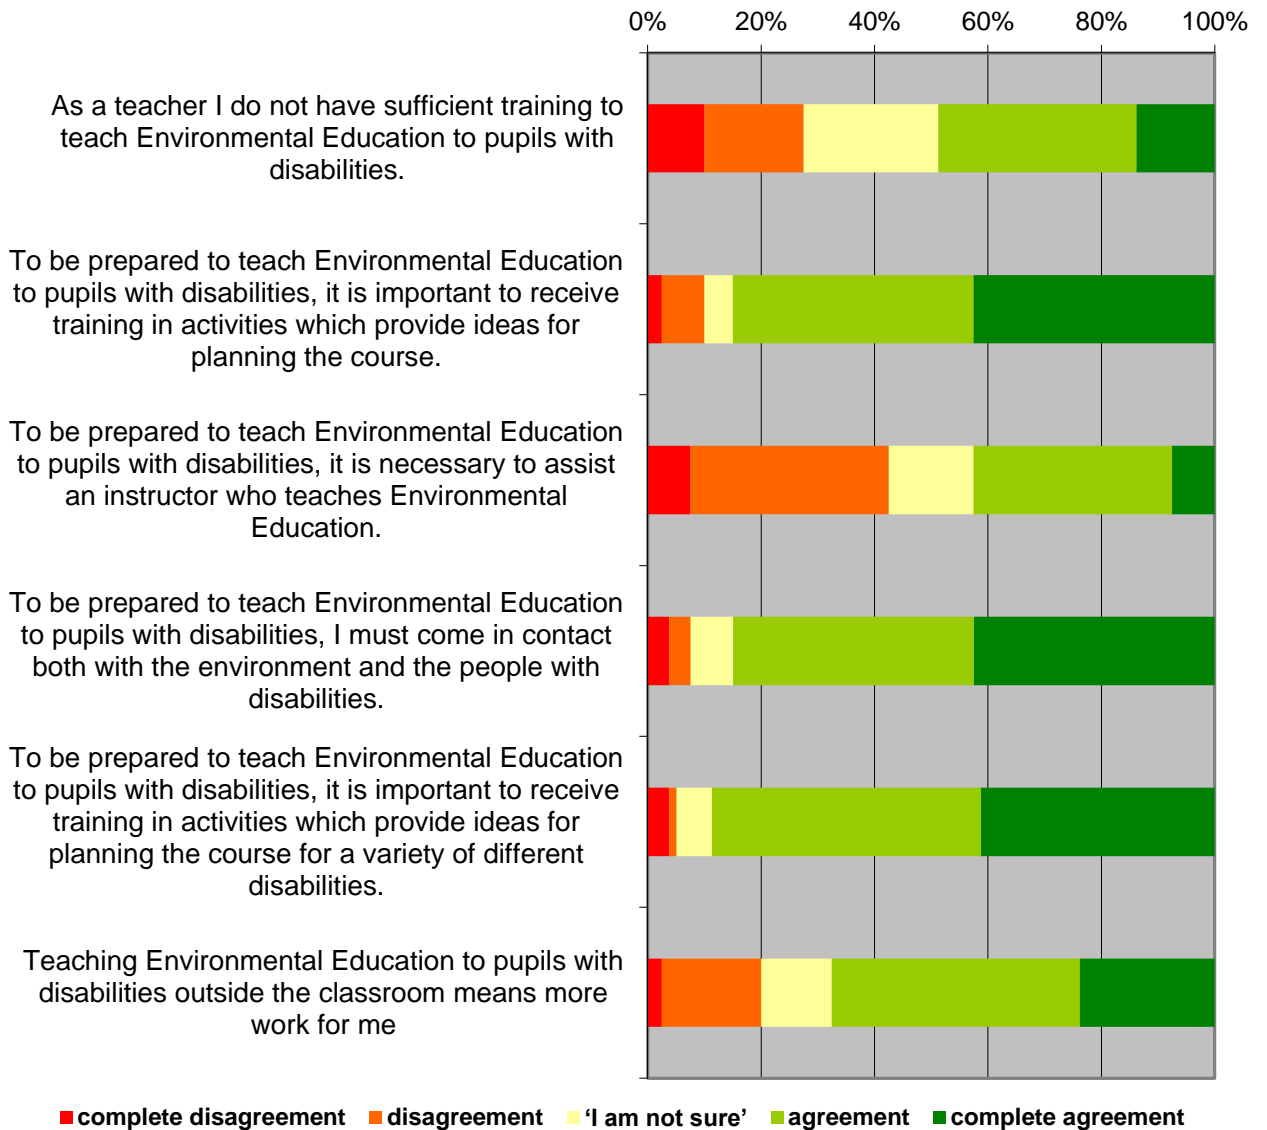 0% 20% 40% 60% 80% 100%
As a teacher I do not have sufficient training to
teach Environmental Education to pupils with
disabilities.
To be prepared to teach Environmental Education
to pupils with disabilities, it is important to receive
training in activities which provide ideas for
planning the course.
To be prepared to teach Environmental Education
to pupils with disabilities, it is necessary to assist
an instructor who teaches Environmental
Education.
To be prepared to teach Environmental Education
to pupils with disabilities, I must come in contact
both with the environment and the people with
disabilities.
To be prepared to teach Environmental Education
to pupils with disabilities, it is important to receive
training in activities which provide ideas for
planning the course for a variety of different
disabilities.
Teaching Environmental Education to pupils with
disabilities outside the classroom means more
work for me
complete disagreement disagreement ‘I am not sure’ agreement complete agreement